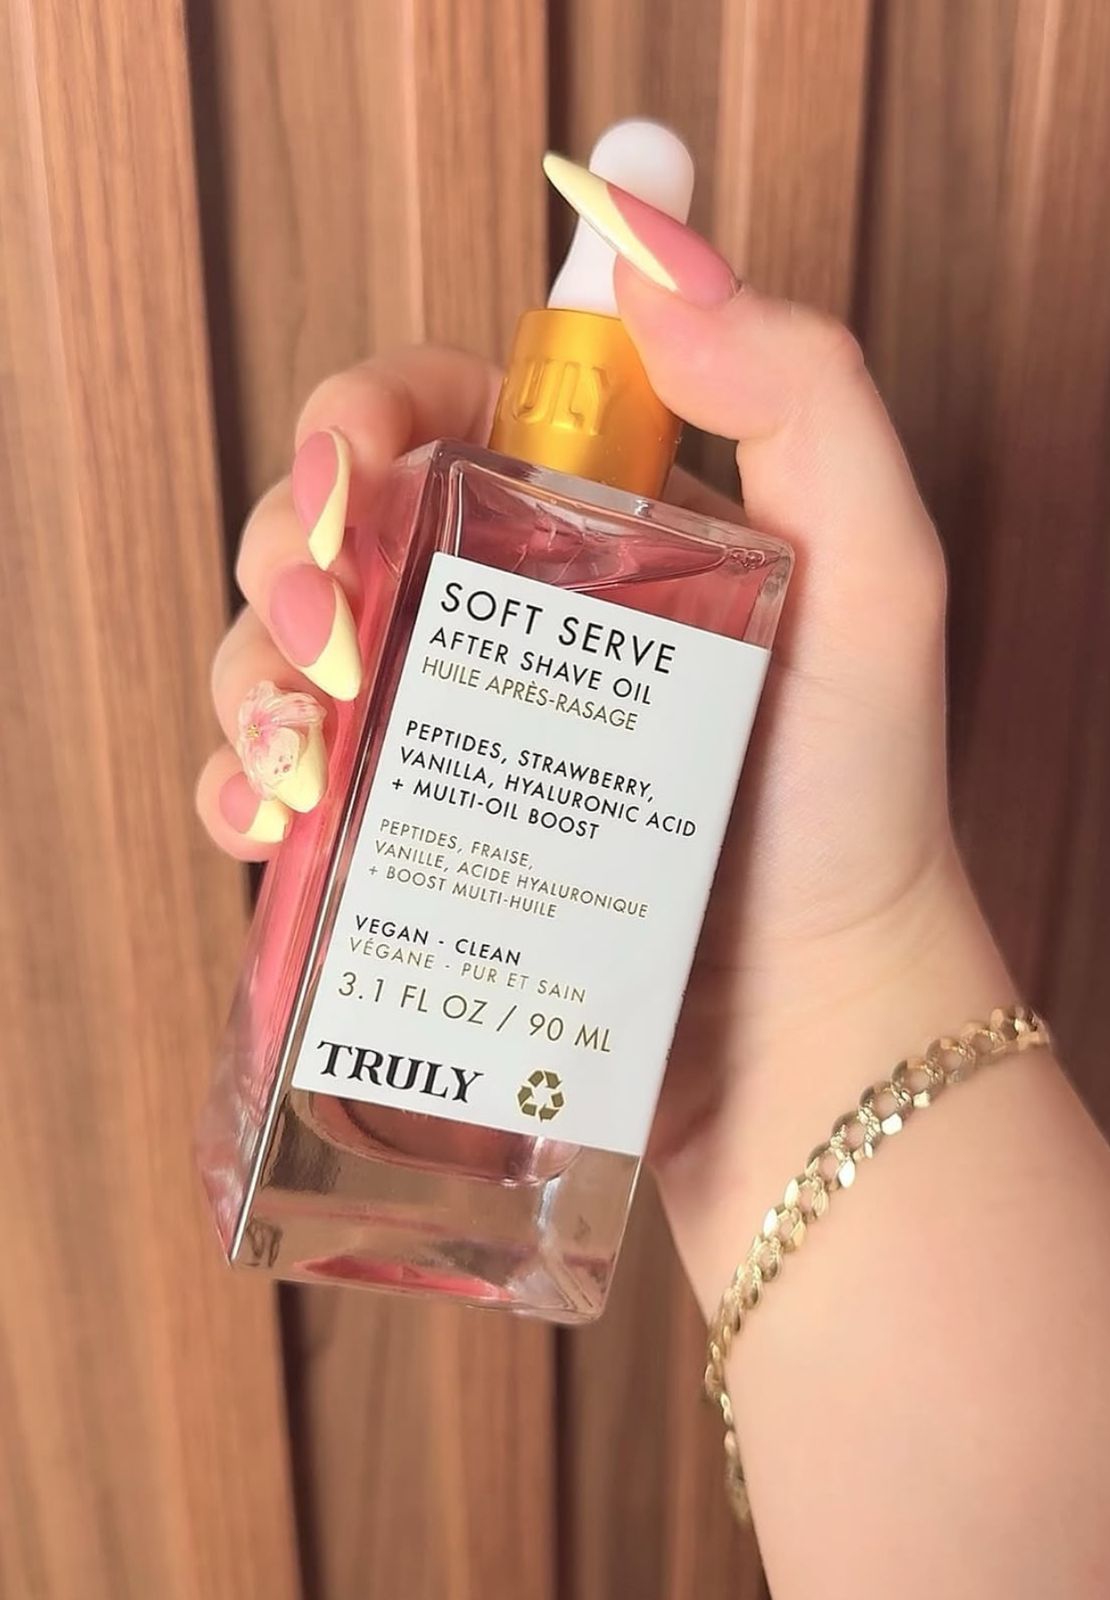 ULY
SOFT SERVE
AFTER SHAVE OIL
HUILE APRÈS-RASAGE
PEPTIDES, STRAWBERRY,
VANILLA, HYALURONIC ACID
+ MULTI-OIL BOOST
PEPTIDES, FRAISE,
VANILLE, ACIDE HYALURONIQUE
+ BOOST MULTI-HUILE
VEGAN - CLEAN
VÉGANE - PUR ET SAIN
3.1 FL OZ / 90 ML
TRULY